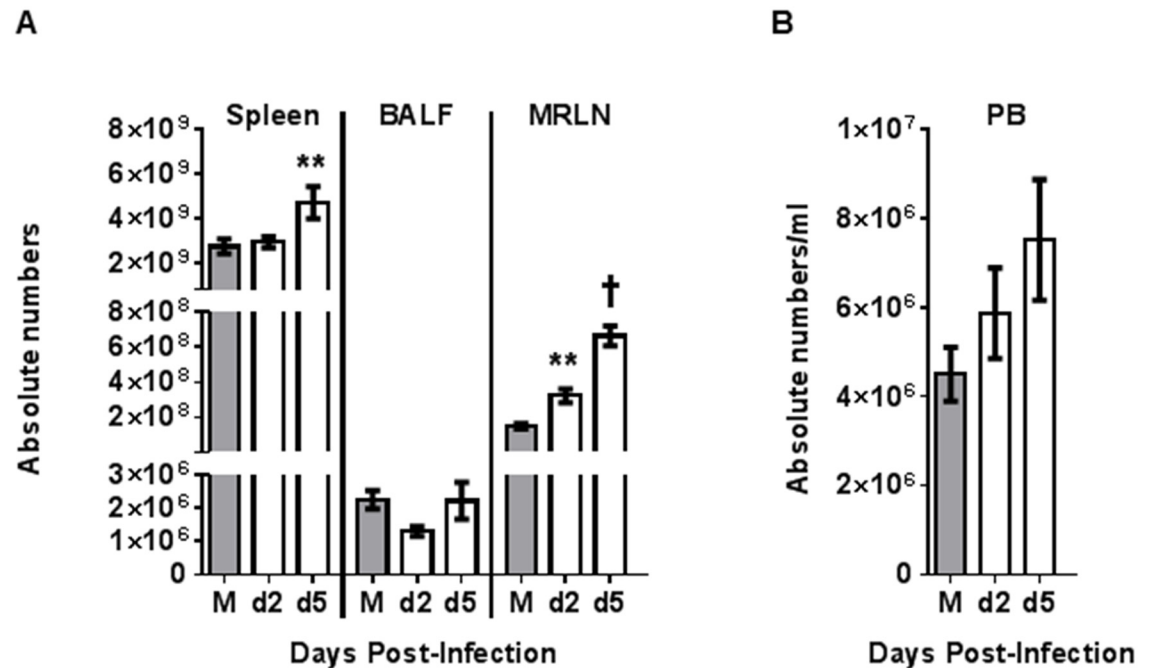 A
B
Spleen
BALF
MRLN
PB
8×10⁹
6×10⁹
4×10⁹
2×10⁹
8×10⁸
6×10⁸
4×10⁸
2×10⁸
3×10⁶
2×10⁶
1×10⁶
0
**
**
†
Absolute numbers
M d2 d5 M d2 d5 M d2 d5
Days Post-Infection
1×10⁷
8×10⁶
6×10⁶
4×10⁶
2×10⁶
0
Absolute numbers/ml
M d2 d5
Days Post-Infection